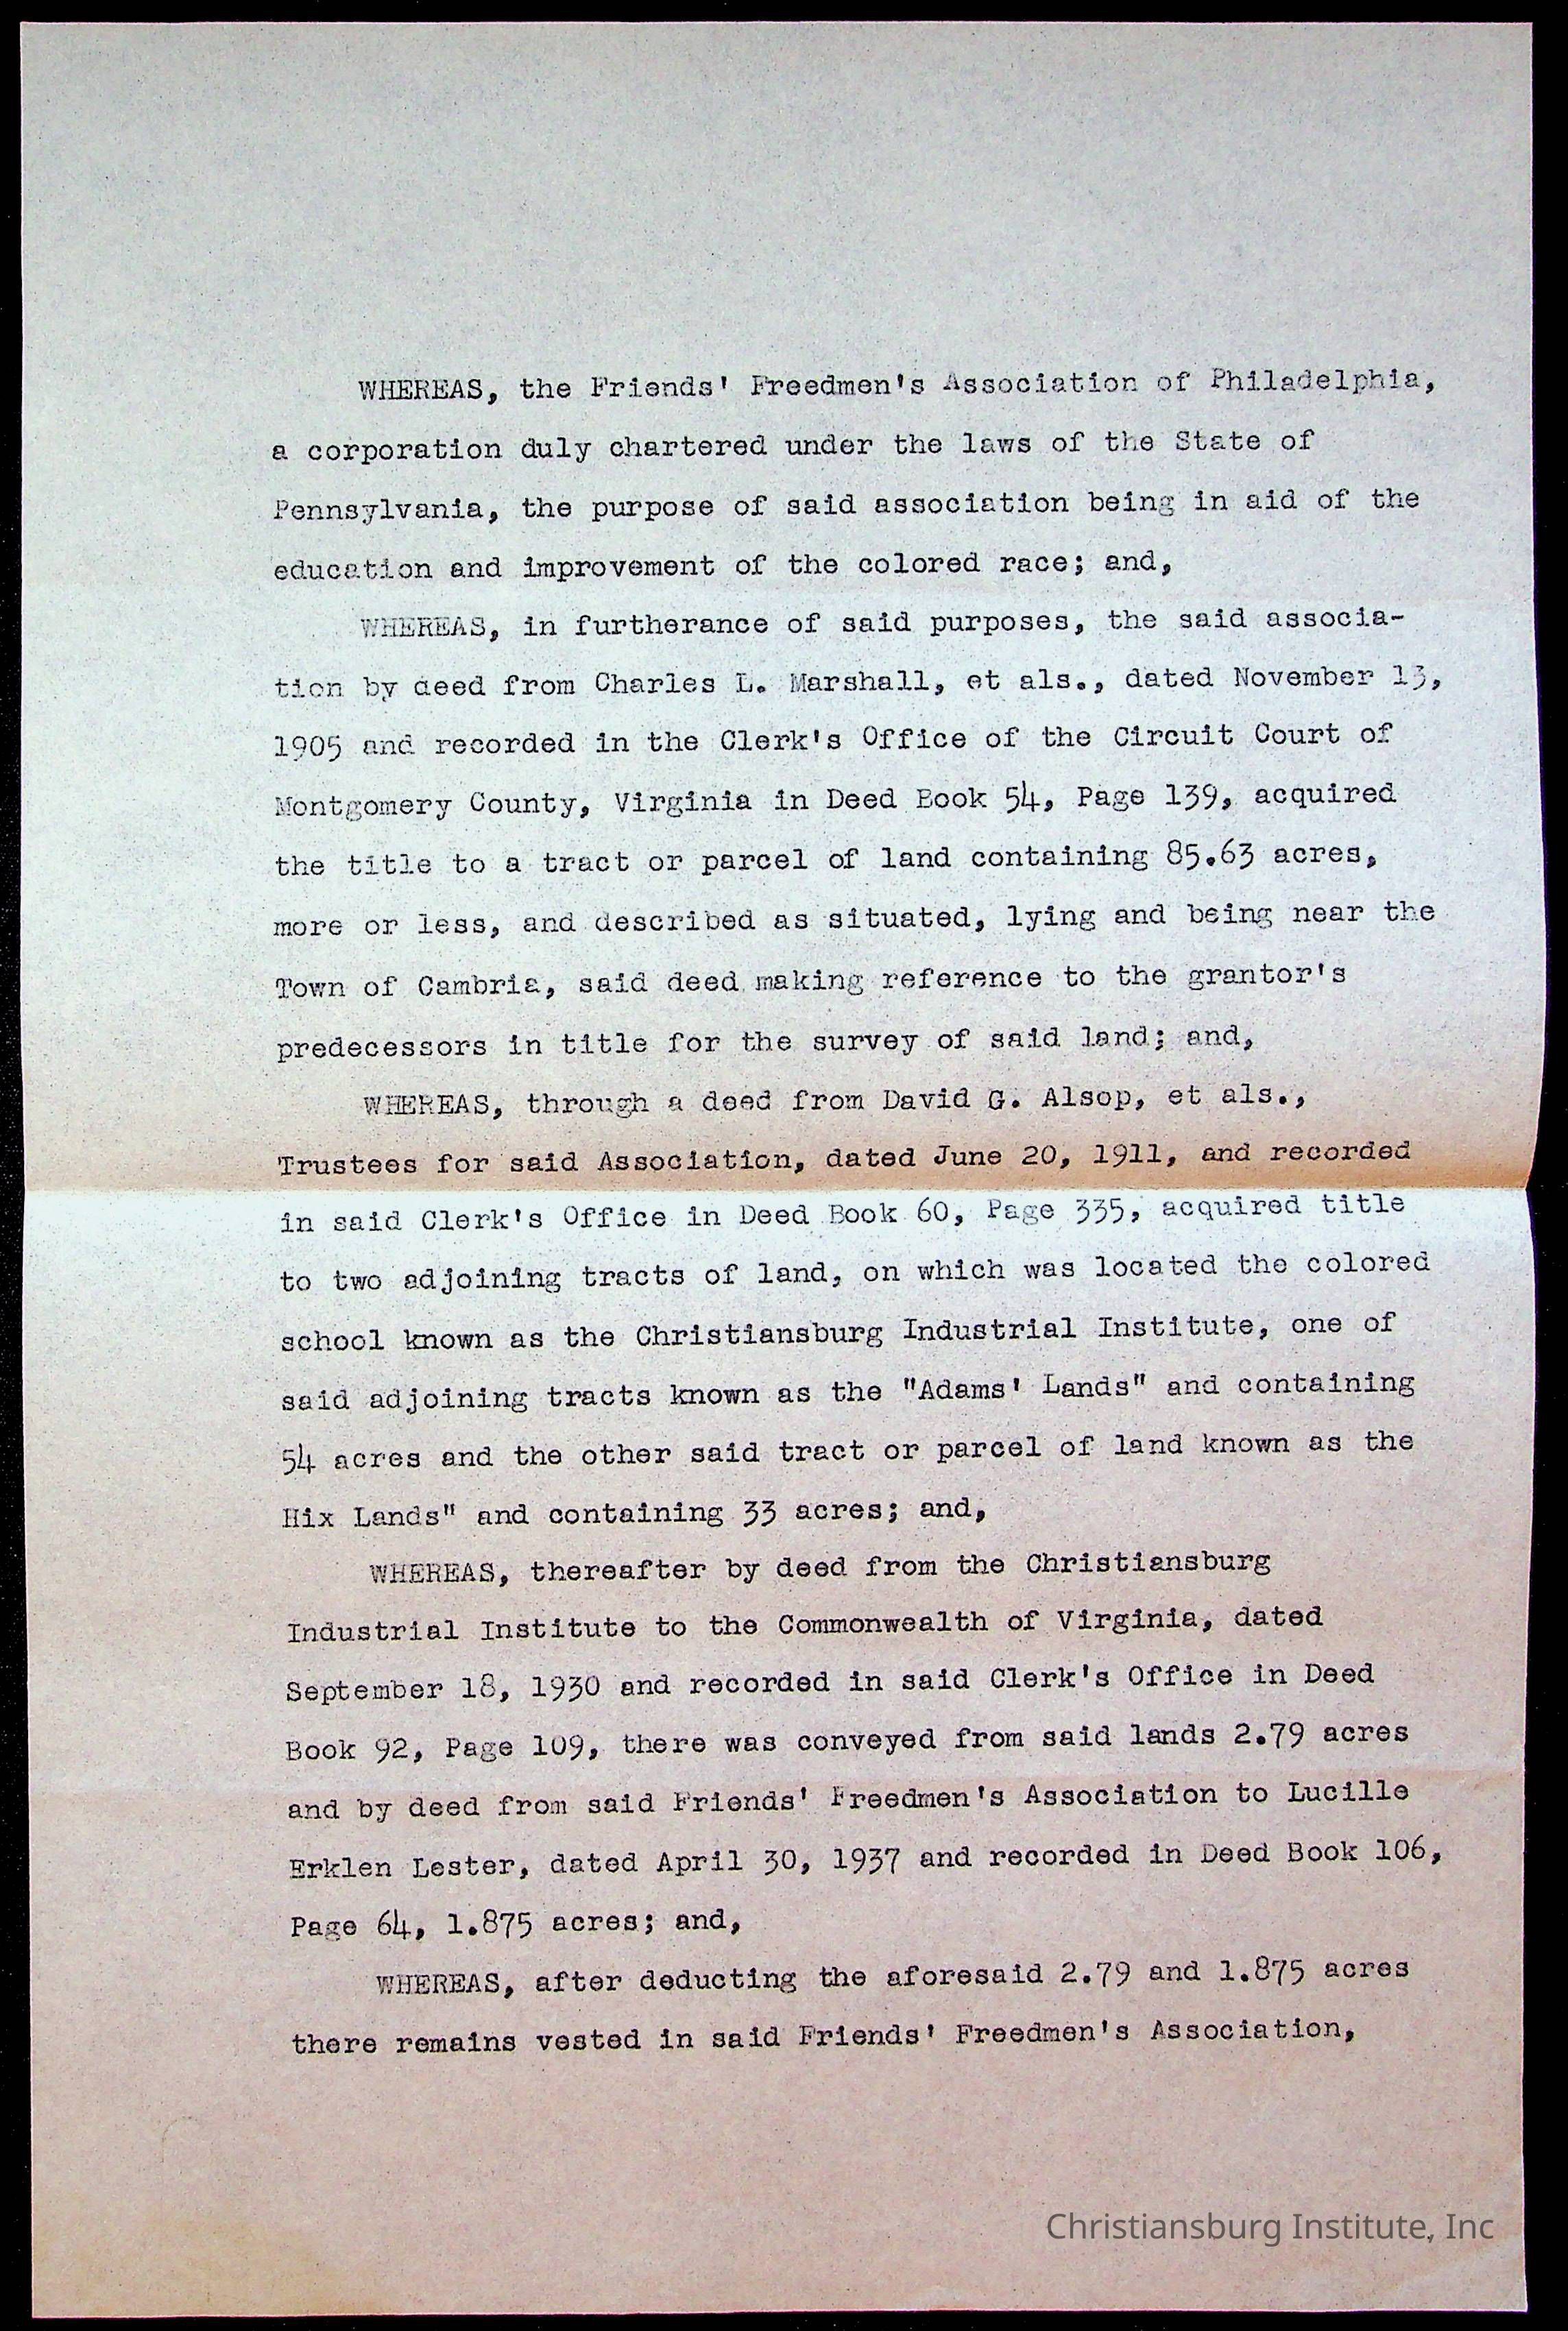 WHEREAS, the Friends' Freedmen's Association of Philadelphia,
a corporation duly chartered under the laws of the State of
Pennsylvania, the purpose of said association being in aid of the
education and improvement of the colored race; and,
WHEREAS, in furtherance of said purposes, the said associa-
tion by deed from Charles L. Marshall, et als., dated November 13,
1905 and recorded in the Clerk's Office of the Circuit Court of
Montgomery County, Virginia in Deed Book 54, Page 139, acquired
the title to a tract or parcel of land containing 85.63 acres,
more or less, and described as situated, lying and being near the
Town of Cambria, said deed making reference to the grantor's
predecessors in title for the survey of said land; and,
WHEREAS, through a deed from David G. Alsop, et als.,
Trustees for said Association, dated June 20, 1911, and recorded
in said Clerk's Office in Deed Book 60, Page 335, acquired title
to two adjoining tracts of land, on which was located the colored
school known as the Christiansburg Industrial Institute, one of
said adjoining tracts known as the "Adams' Lands" and containing
54 acres and the other said tract or parcel of land known as the
Hix Lands" and containing 33 acres; and,
WHEREAS, thereafter by deed from the Christiansburg
Industrial Institute to the Commonwealth of Virginia, dated
September 18, 1930 and recorded in said Clerk's Office in Deed
Book 92, Page 109, there was conveyed from said lands 2.79 acres
and by deed from said Friends' Freedmen's Association to Lucille
Erklen Lester, dated April 30, 1937 and recorded in Deed Book 106,
Page 64, 1.875 acres; and,
WHEREAS, after deducting the aforesaid 2.79 and 1.875 acres
there remains vested in said Friends' Freedmen's Association,
Christiansburg Institute, Inc